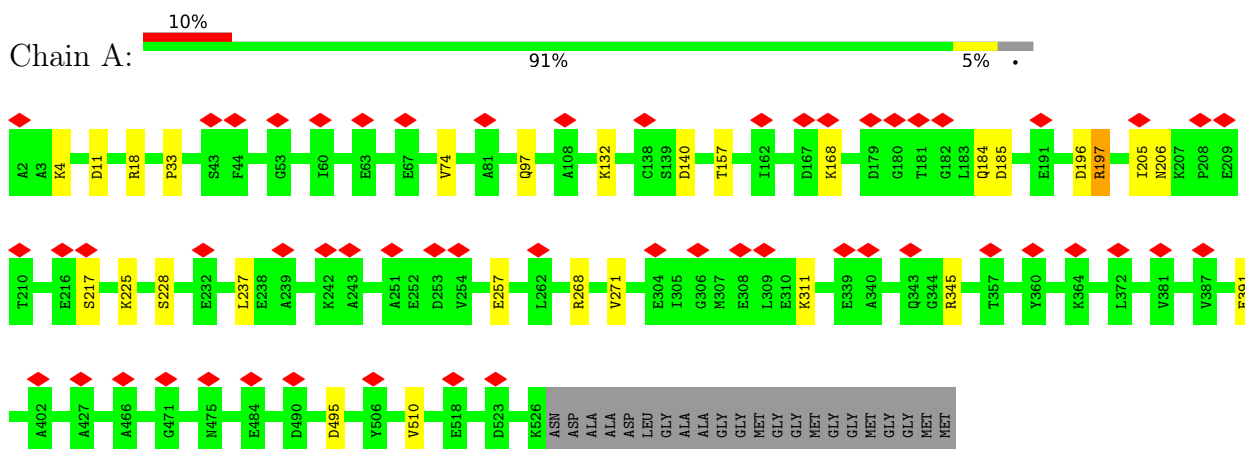 10%
Chain A:
91% 5% •
A2 A3 K4 D11 R18 P33 S43 F44 G53 I60 E63 E67 V74 A81 Q97 A108 K132 C138 S139 D140 T157 I162 D167 K168 D179 G180 T181 G182 L183 Q184 D185 E191 D196 R197 I205 N206 K207 P208 E209
T210 E216 S217 K225 S228 E232 L237 E238 A239 K242 A243 A251 E252 D253 V254 E257 L262 R268 V271 E304 I305 G306 M307 E308 L309 E310 K311 E339 A340 Q343 G344 R345 T357 Y360 K364 L372 V381 V387 E391
A402 A427 A466 G471 N475 E484 D490 D495 Y506 V510 E518 D523 K526 ASN ASP ALA ALA ASP LEU GLY ALA ALA GLY GLY MET GLY GLY GLY MET GLY GLY MET GLY GLY MET MET